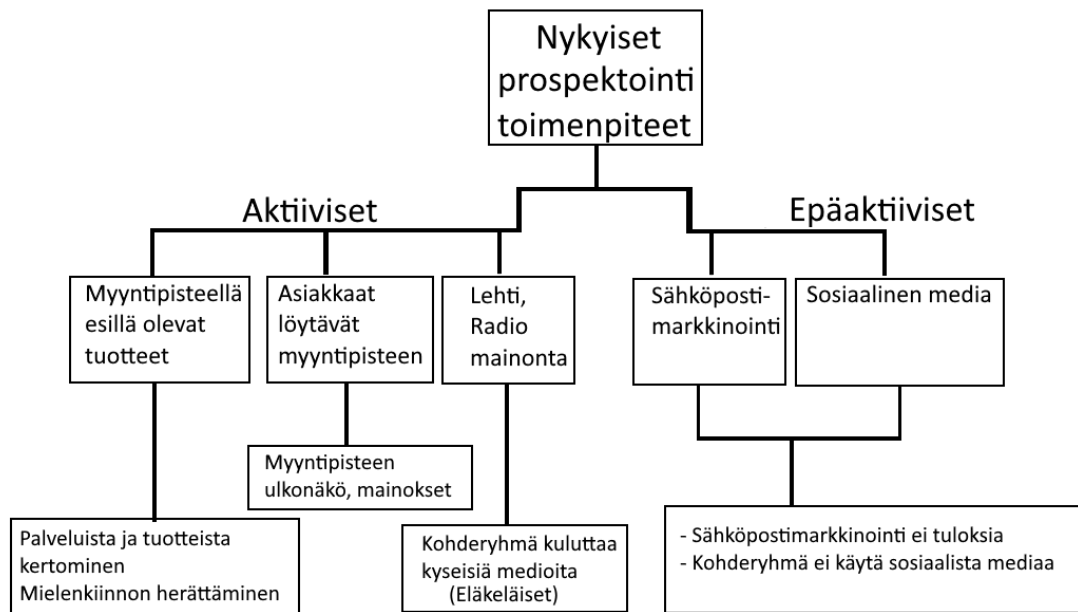 Nykyiset
prospektointi
toimenpiteet
Aktiiviset
Epäaktiiviset
Myyntipisteellä
esillä olevat
tuotteet
Asiakkaat
löytävät
myyntipisteen
Lehti,
Radio
mainonta
Sähköposti-
markkinointi
Sosiaalinen media
Myyntipisteen
ulkonäkö, mainokset
Palveluista ja tuotteista
kertominen
Mielenkiinnon herättäminen
Kohderyhmä kuluttaa
kyseisiä medioita
(Eläkeläiset)
- Sähköpostimarkkinointi ei tuloksia
- Kohderyhmä ei käytä sosiaalista mediaa